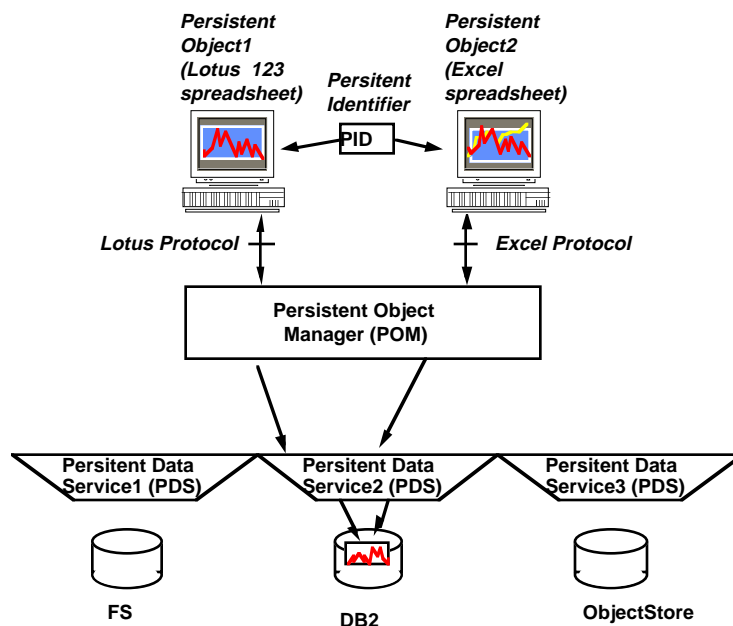 Persistent
Object1
(Lotus 123
spreadsheet)
Persitent
Identifier
PID
Persistent
Object2
(Excel
spreadsheet)
Lotus Protocol
Excel Protocol
Persistent Object
Manager (POM)
Persitent Data
Service1 (PDS)
Persitent Data
Service2 (PDS)
Persitent Data
Service3 (PDS)
FS
DB2
ObjectStore